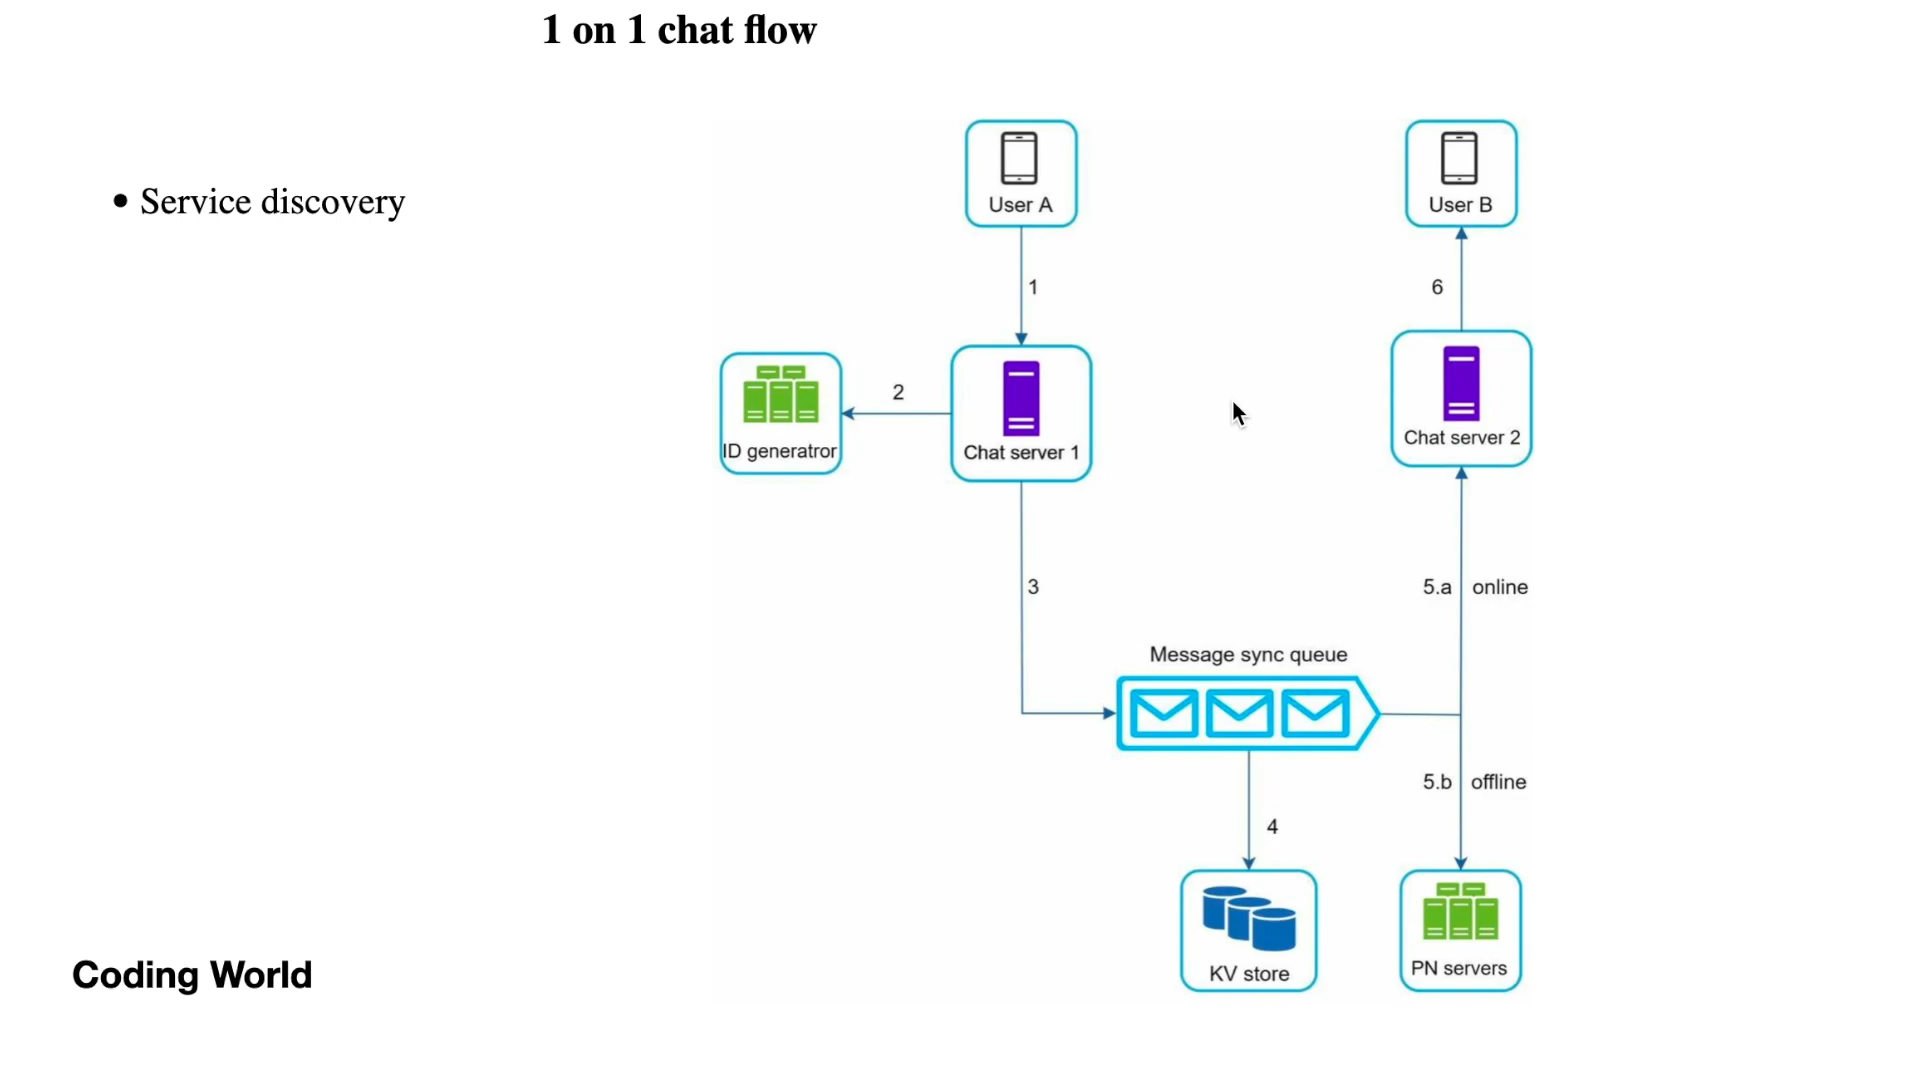 1 on 1 chat flow
• Service discovery
User A
User B
1
6
2
ID generatror
Chat server 1
Chat server 2
3
5.a online
Message sync queue
5.b offline
4
KV store
PN servers
Coding World